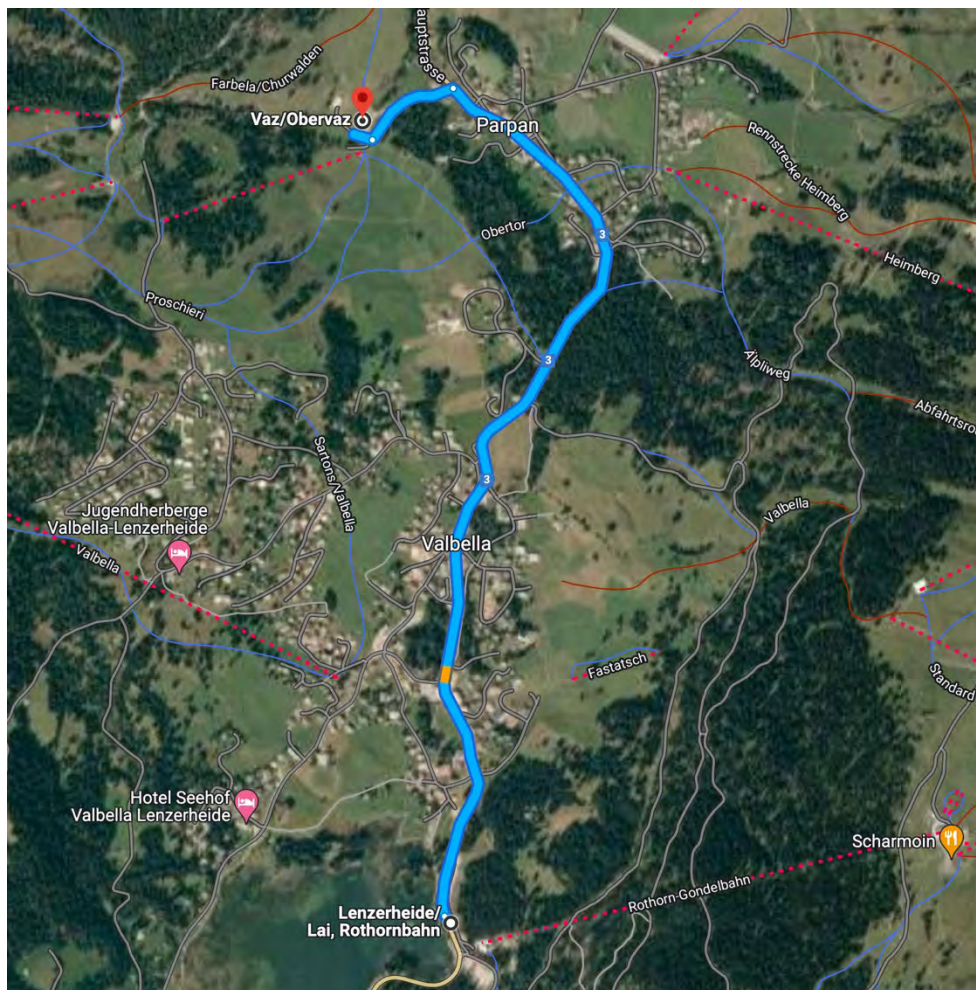 auptstrasse
Farbela/Churwalden
Vaz/Obervaz
Parpan
Rennstrecke Heimberg
Obertor
3
Heimberg
Proschieri
3
Älpliweg
Abfahrtsro
Sartons/Valbella
3
Jugendherberge
Valbella-Lenzerheide
Valbella
Valbella
Valbella
Fastatsch
Standard
Hotel Seehof
Valbella Lenzerheide
Scharmoin
Rothorn-Gondelbahn
Lenzerheide/
Lai, Rothornbahn